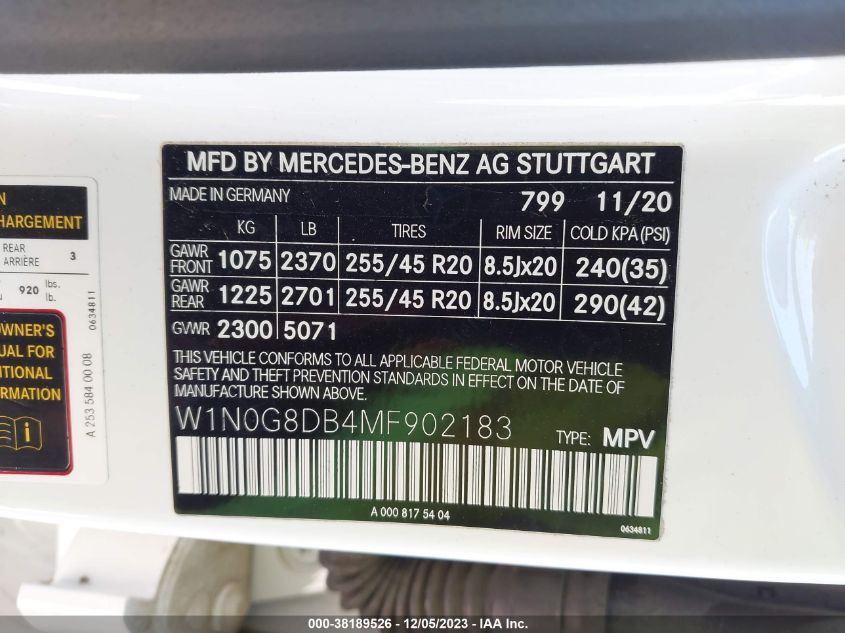 MFD BY MERCEDES-BENZ AG STUTTGART
MADE IN GERMANY 799 11/20
KG LB TIRES RIM SIZE COLD KPA (PSI)
GAWR FRONT 1075 2370 255/45 R20 8.5Jx20 240(35)
GAWR REAR 1225 2701 255/45 R20 8.5Jx20 290(42)
GVWR 2300 5071
THIS VEHICLE CONFORMS TO ALL APPLICABLE FEDERAL MOTOR VEHICLE
SAFETY AND THEFT PREVENTION STANDARDS IN EFFECT ON THE DATE OF
MANUFACTURE SHOWN ABOVE.
W1N0G8DB4MF902183 TYPE: MPV
A 000 817 54 04
0634811
CHARGEMENT
REAR
ARRIÈRE 3
920 lbs.
lb.
0634811
OWNER'S
FOR
A 253 584 00 08
000-38189526 - 12/05/2023 - IAA - US